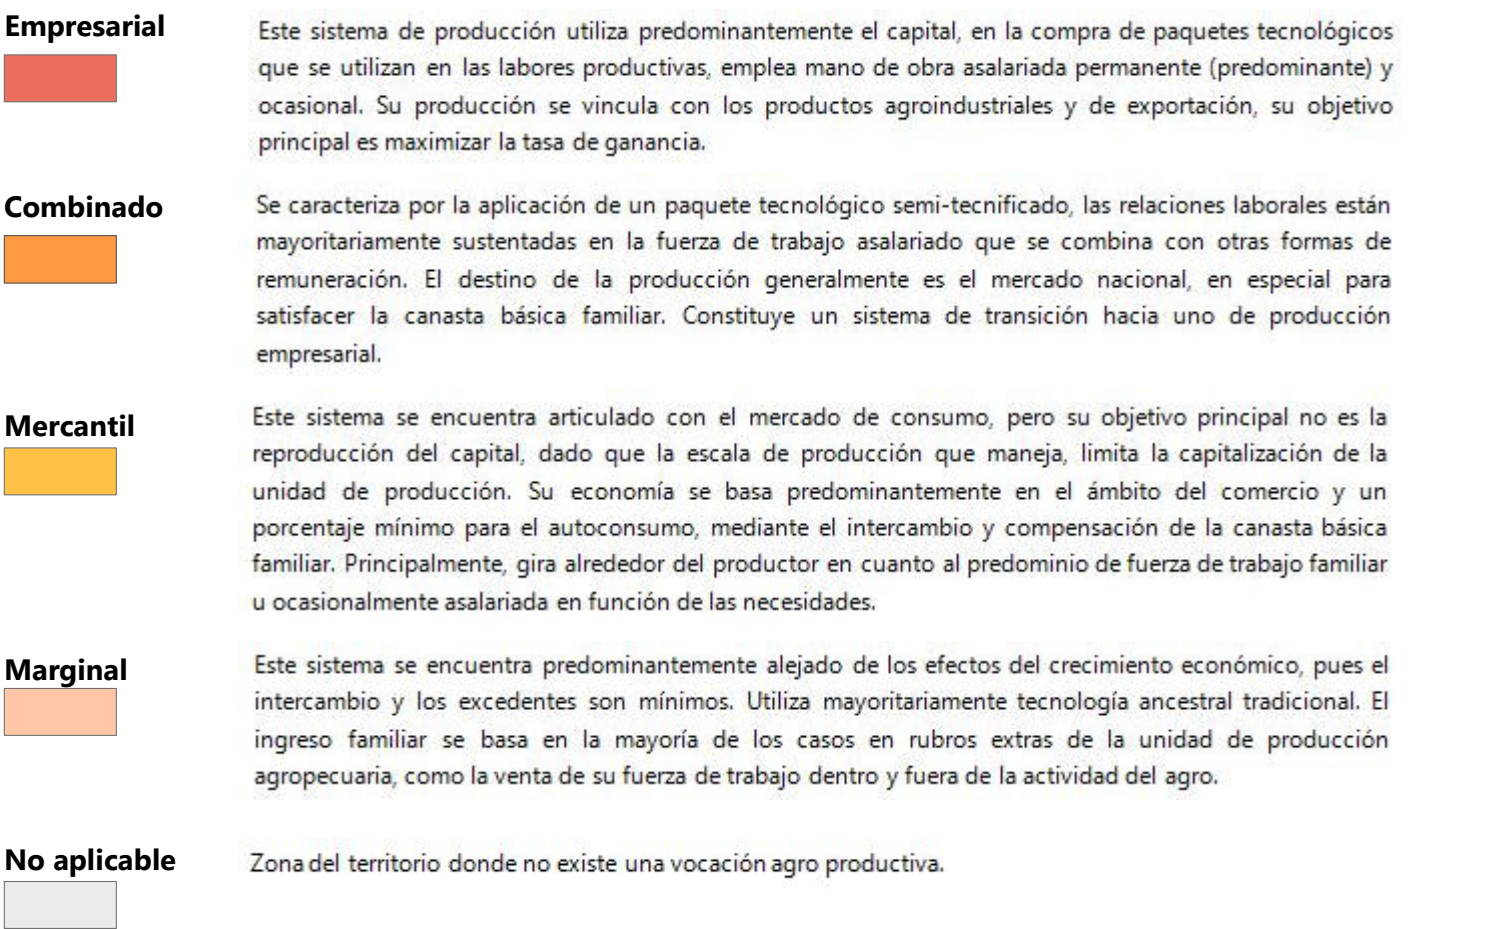 Empresarial
Este sistema de producción utiliza predominantemente el capital, en la compra de paquetes tecnológicos
que se utilizan en las labores productivas, emplea mano de obra asalariada permanente (predominante) y
ocasional. Su producción se vincula con los productos agroindustriales y de exportación, su objetivo
principal es maximizar la tasa de ganancia.
Combinado
Se caracteriza por la aplicación de un paquete tecnológico semi-tecnificado, las relaciones laborales están
mayoritariamente sustentadas en la fuerza de trabajo asalariado que se combina con otras formas de
remuneración. El destino de la producción generalmente es el mercado nacional, en especial para
satisfacer la canasta básica familiar. Constituye un sistema de transición hacia uno de producción
empresarial.
Mercantil
Este sistema se encuentra articulado con el mercado de consumo, pero su objetivo principal no es la
reproducción del capital, dado que la escala de producción que maneja, limita la capitalización de la
unidad de producción. Su economía se basa predominantemente en el ámbito del comercio y un
porcentaje mínimo para el autoconsumo, mediante el intercambio y compensación de la canasta básica
familiar. Principalmente, gira alrededor del productor en cuanto al predominio de fuerza de trabajo familiar
u ocasionalmente asalariada en función de las necesidades.
Marginal
Este sistema se encuentra predominantemente alejado de los efectos del crecimiento económico, pues el
intercambio y los excedentes son mínimos. Utiliza mayoritariamente tecnología ancestral tradicional. El
ingreso familiar se basa en la mayoría de los casos en rubros extras de la unidad de producción
agropecuaria, como la venta de su fuerza de trabajo dentro y fuera de la actividad del agro.
No aplicable
Zona del territorio donde no existe una vocación agro productiva.